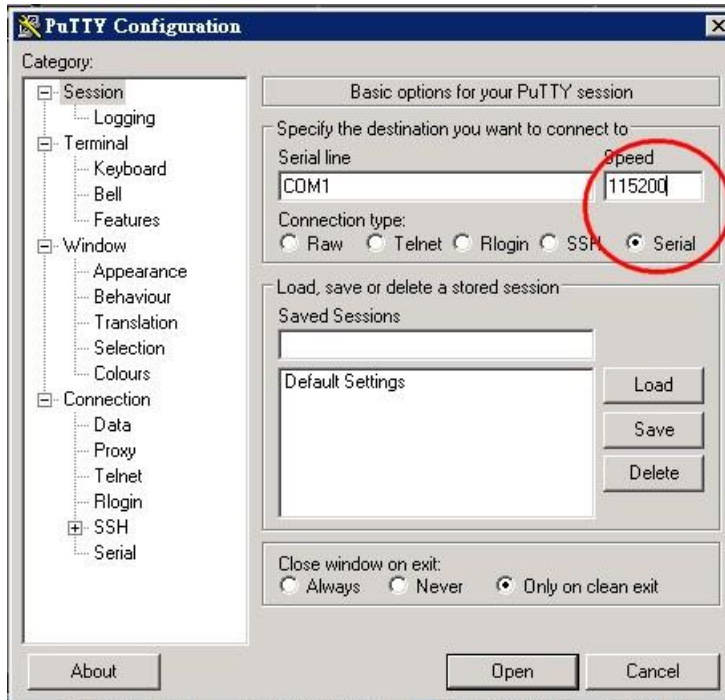 PuTTY Configuration
Category:
Session
Logging
Terminal
Keyboard
Bell
Features
Window
Appearance
Behaviour
Translation
Selection
Colours
Connection
Data
Proxy
Telnet
Rlogin
SSH
Serial
Basic options for your PuTTY session
Specify the destination you want to connect to
Serial line Speed
COM1 115200
Connection type:
Raw Telnet Rlogin SSH Serial
Load, save or delete a stored session
Saved Sessions
Default Settings
Load
Save
Delete
Close window on exit:
Always Never Only on clean exit
About Open Cancel